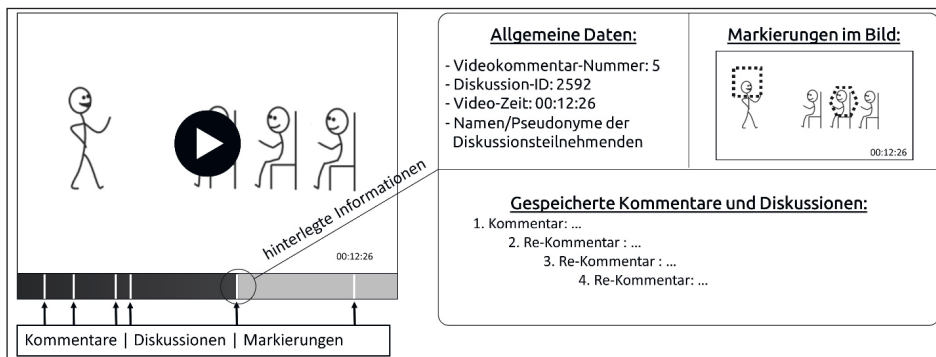 00:12:26
hinterlegte Informationen
Kommentare | Diskussionen | Markierungen
Allgemeine Daten:
- Videokommentar-Nummer: 5
- Diskussion-ID: 2592
- Video-Zeit: 00:12:26
- Namen/Pseudonyme der
Diskussionsteilnehmenden
Markierungen im Bild:
00:12:26
Gespeicherte Kommentare und Diskussionen:
1. Kommentar: ...
2. Re-Kommentar : ...
3. Re-Kommentar : ...
4. Re-Kommentar: ...